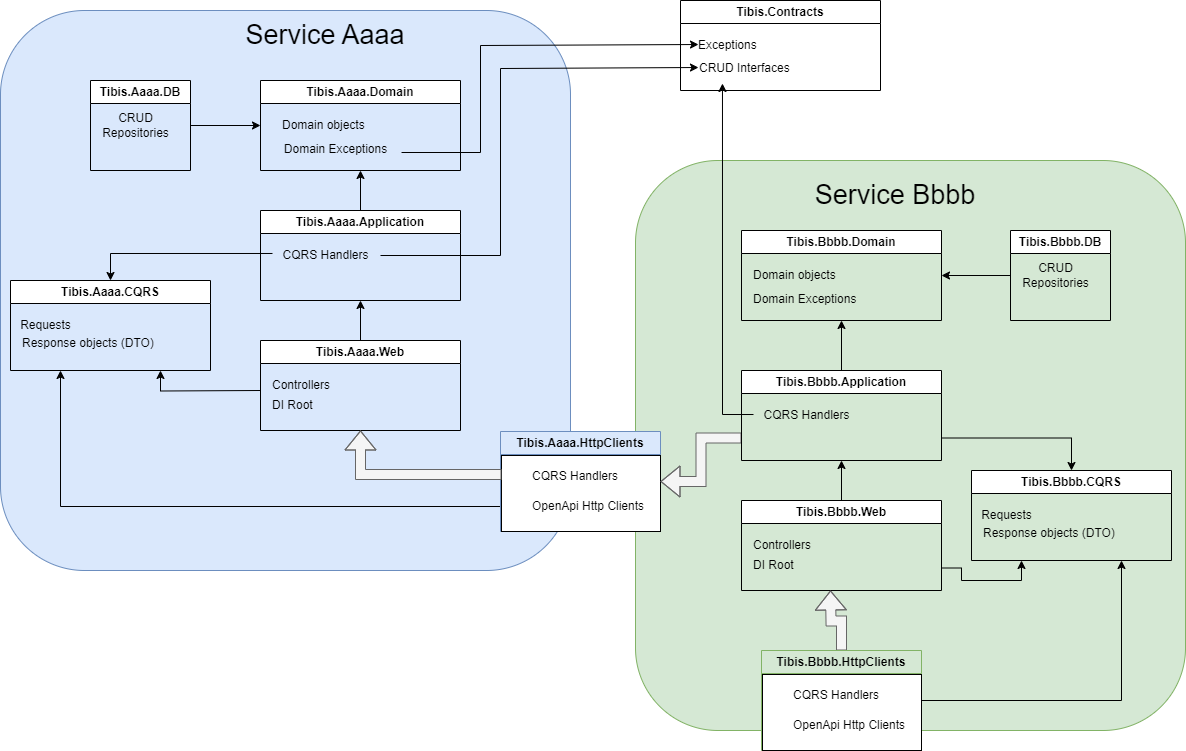 Service Aaaa
Tibis.Contracts
Exceptions
CRUD Interfaces
Tibis.Aaaa.DB
CRUD
Repositories
Tibis.Aaaa.Domain
Domain objects
Domain Exceptions
Tibis.Aaaa.Application
CQRS Handlers
Tibis.Aaaa.CQRS
Requests
Response objects (DTO)
Tibis.Aaaa.Web
Controllers
DI Root
Tibis.Aaaa.HttpClients
CQRS Handlers
OpenApi Http Clients
Service Bbbb
Tibis.Bbbb.Domain
Domain objects
Domain Exceptions
Tibis.Bbbb.DB
CRUD
Repositories
Tibis.Bbbb.Application
CQRS Handlers
Tibis.Bbbb.CQRS
Requests
Response objects (DTO)
Tibis.Bbbb.Web
Controllers
DI Root
Tibis.Bbbb.HttpClients
CQRS Handlers
OpenApi Http Clients